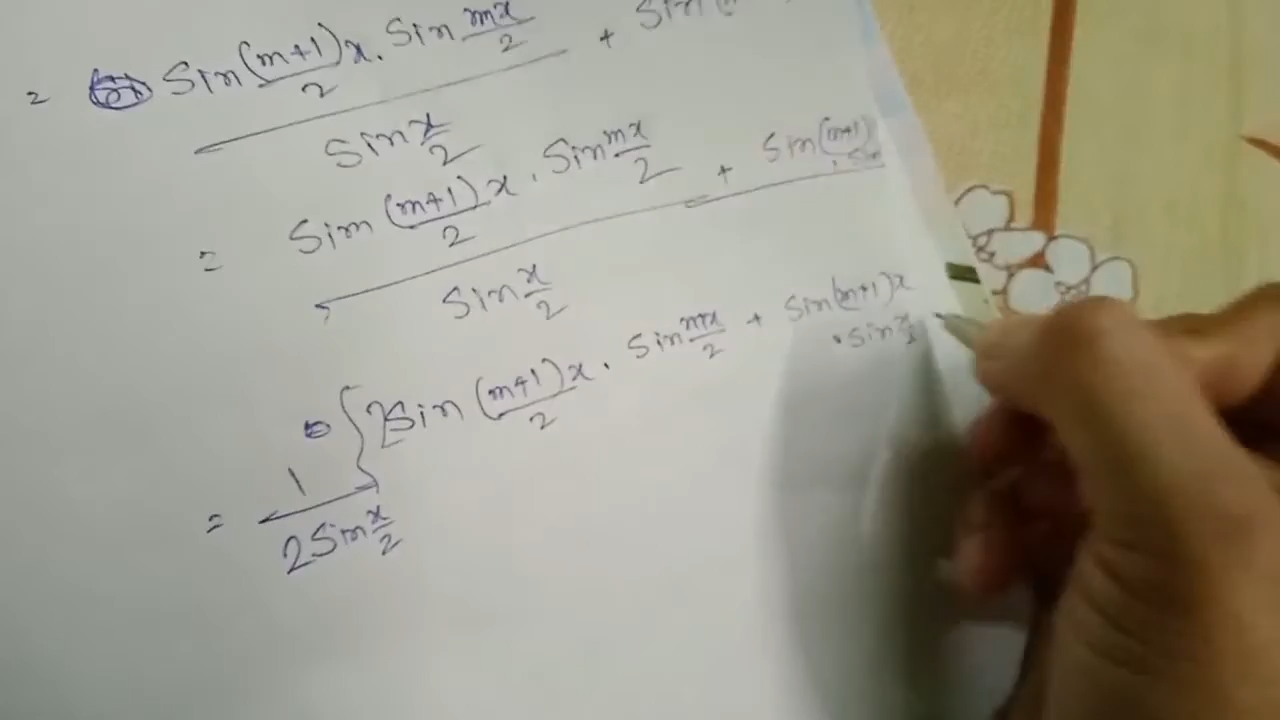 = Sin (m+1)/2 x . Sin mx/2 + Sin
Sin x/2
= Sin (m+1)/2 x . Sin mx/2 + Sin(m+1)
Sin x/2
= 1/(2 Sin x/2) { 2Sin (m+1)/2 x . Sin mx/2 + Sin(m+1)x . Sin x/2